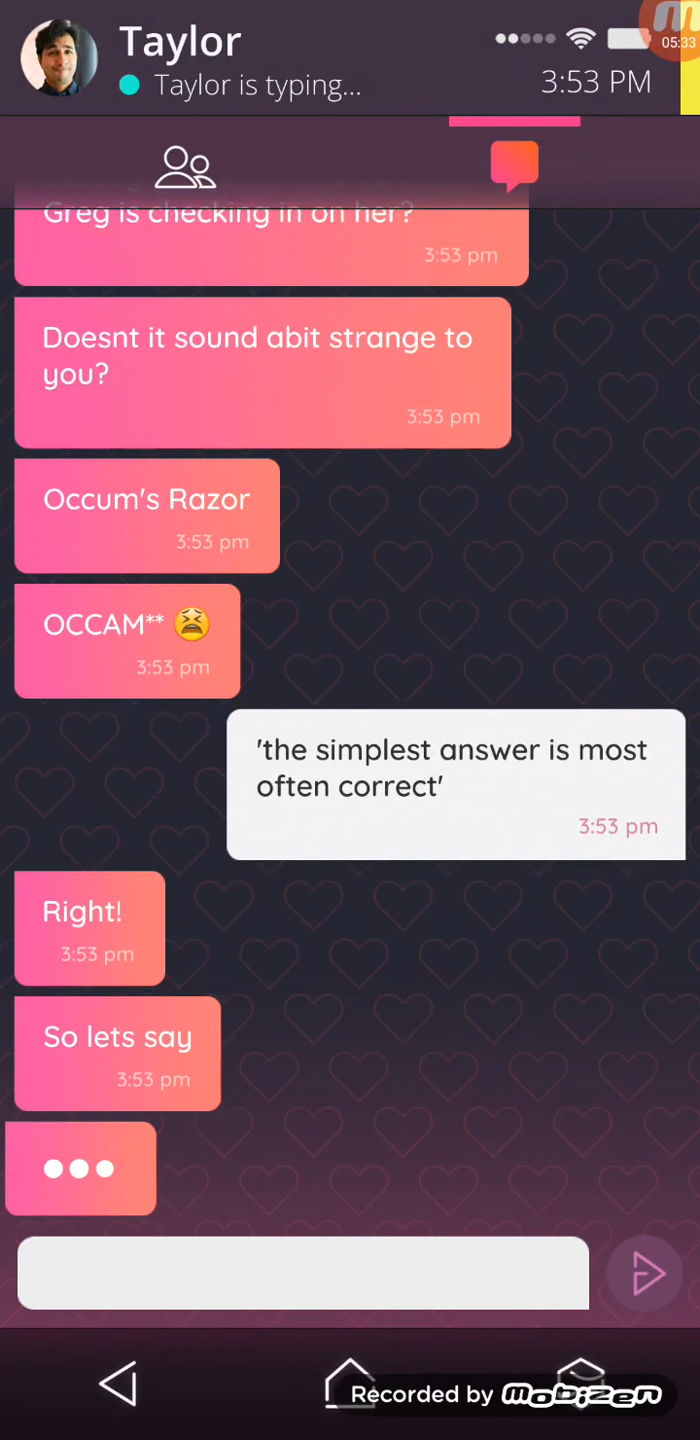 Taylor
05:33
Taylor is typing...
3:53 PM
Greg is checking in on her?
3:53 pm
Doesnt it sound abit strange to
you?
3:53 pm
Occum's Razor
3:53 pm
OCCAM** 😫
3:53 pm
'the simplest answer is most
often correct'
3:53 pm
Right!
3:53 pm
So lets say
3:53 pm
Recorded by mobizen